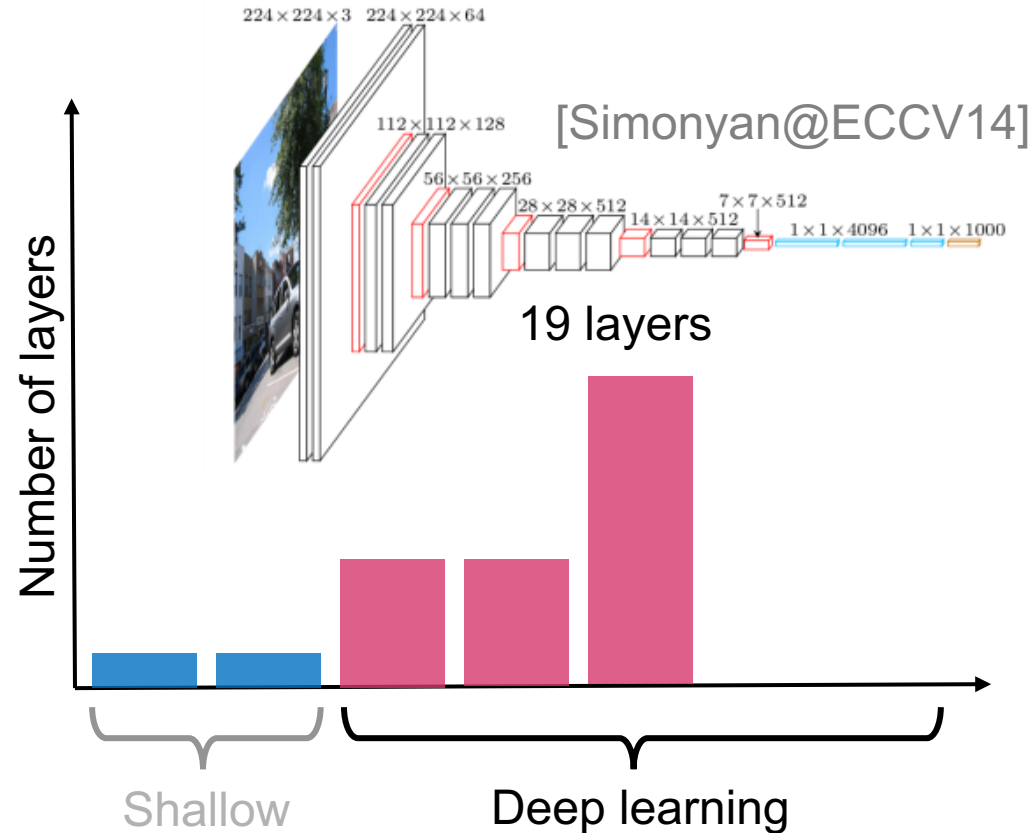 224×224×3
224×224×64
[Simonyan@ECCV14]
112×112×128
56×56×256
28×28×512
14×14×512
7×7×512
1×1×4096
1×1×1000
19 layers
Number of layers
Shallow
Deep learning